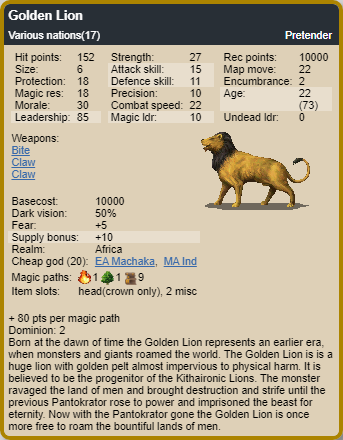 Golden Lion
Various nations(17) Pretender
Hit points: 152 Strength: 27 Rec points: 10000
Size: 6 Attack skill: 15 Map move: 22
Protection: 18 Defence skill: 11 Encumbrance: 2
Magic res: 18 Precision: 10 Age: 22
Morale: 30 Combat speed: 22 (73)
Leadership: 85 Magic ldr: 10 Undead ldr: 0
Weapons:
Bite
Claw
Claw
Basecost: 10000
Dark vision: 50%
Fear: +5
Supply bonus: +10
Realm: Africa
Cheap god (20): EA Machaka, MA Ind
Magic paths: 1 1 9
Item slots: head(crown only), 2 misc
+ 80 pts per magic path
Dominion: 2
Born at the dawn of time the Golden Lion represents an earlier era,
when monsters and giants roamed the world. The Golden Lion is is a
huge lion with golden pelt almost impervious to physical harm. It is
believed to be the progenitor of the Kithaironic Lions. The monster
ravaged the land of men and brought destruction and strife until the
previous Pantokrator rose to power and imprisoned the beast for
eternity. Now with the Pantokrator gone the Golden Lion is once
more free to roam the bountiful lands of men.